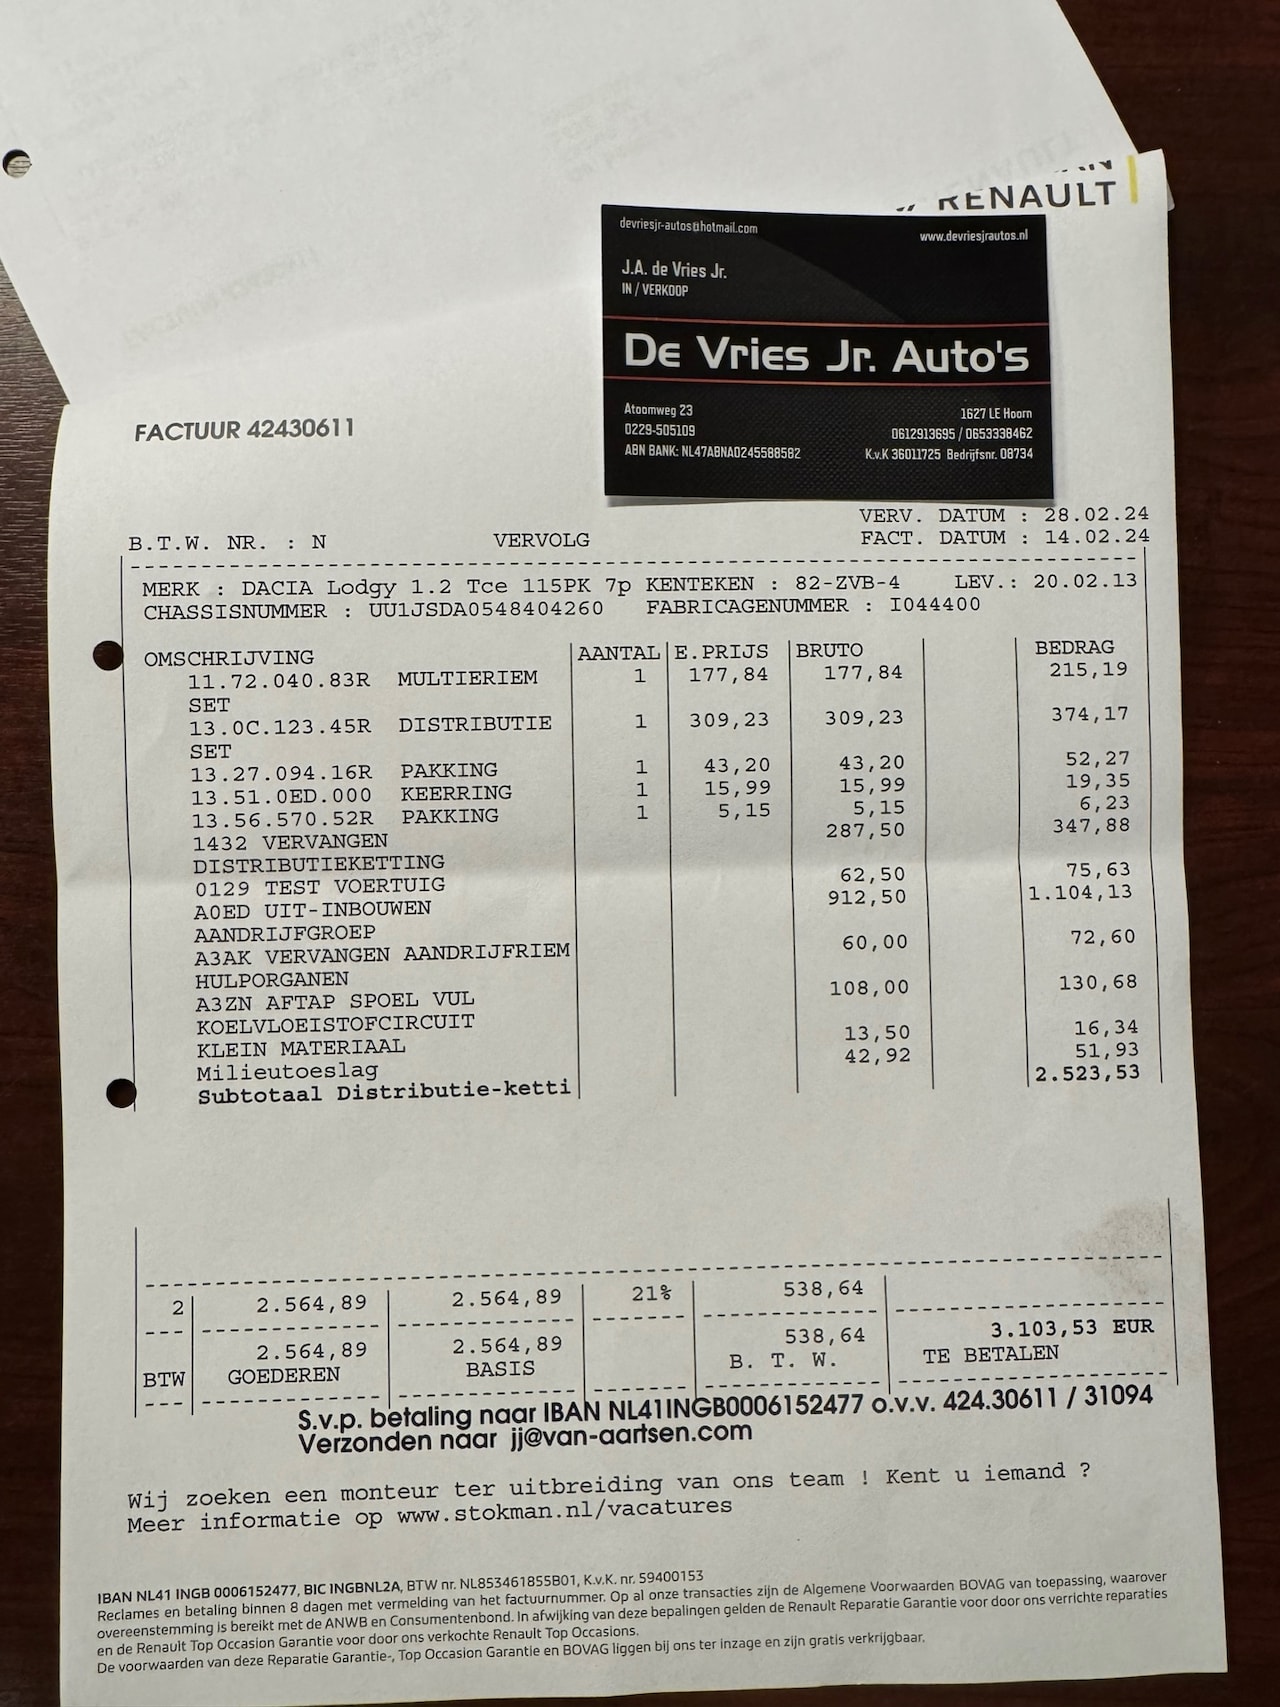 RENAULT
devriesjr-autos@hotmail.com www.devriesjrautos.nl
J.A. de Vries Jr.
IN / VERKOOP
De Vries Jr. Auto's
Atoomweg 23 1627 LE Hoorn
0229-505109 0612913695 / 0653338462
ABN BANK: NL47ABNA0245588582 K.v.K 36011725 Bedrijfsnr. 08734
FACTUUR 42430611
VERV. DATUM : 28.02.24
B.T.W. NR. : N VERVOLG FACT. DATUM : 14.02.24
MERK : DACIA Lodgy 1.2 Tce 115PK 7p KENTEKEN : 82-ZVB-4 LEV.: 20.02.13
CHASSISNUMMER : UU1JSDA0548404260 FABRICAGENUMMER : I044400
OMSCHRIJVING AANTAL E.PRIJS BRUTO BEDRAG
11.72.040.83R MULTIERIEM 1 177,84 177,84 215,19
SET
13.0C.123.45R DISTRIBUTIE 1 309,23 309,23 374,17
SET
13.27.094.16R PAKKING 1 43,20 43,20 52,27
13.51.0ED.000 KEERRING 1 15,99 15,99 19,35
13.56.570.52R PAKKING 1 5,15 5,15 6,23
1432 VERVANGEN 287,50 347,88
DISTRIBUTIEKETTING
0129 TEST VOERTUIG 62,50 75,63
A0ED UIT-INBOUWEN 912,50 1.104,13
AANDRIJFGROEP
A3AK VERVANGEN AANDRIJFRIEM 60,00 72,60
HULPORGANEN
A3ZN AFTAP SPOEL VUL 108,00 130,68
KOELVLOEISTOFCIRCUIT
KLEIN MATERIAAL 13,50 16,34
Milieutoeslag 42,92 51,93
Subtotaal Distributie-ketti 2.523,53
2 2.564,89 2.564,89 21% 538,64
2.564,89 2.564,89 538,64 3.103,53 EUR
BTW GOEDEREN BASIS B. T. W. TE BETALEN
S.v.p. betaling naar IBAN NL41INGB0006152477 o.v.v. 424.30611 / 31094
Verzonden naar jj@van-aartsen.com
Wij zoeken een monteur ter uitbreiding van ons team ! Kent u iemand ?
Meer informatie op www.stokman.nl/vacatures
IBAN NL41 INGB 0006152477, BIC INGBNL2A, BTW nr. NL853461855B01, K.v.K. nr. 59400153
Reclames en betaling binnen 8 dagen met vermelding van het factuurnummer. Op al onze transacties zijn de Algemene Voorwaarden BOVAG van toepassing, waarover
overeenstemming is bereikt met de ANWB en Consumentenbond. In afwijking van deze bepalingen gelden de Renault Reparatie Garantie voor door ons verrichte reparaties
en de Renault Top Occasion Garantie voor door ons verkochte Renault Top Occasions.
De voorwaarden van deze Reparatie Garantie-, Top Occasion Garantie en BOVAG liggen bij ons ter inzage en zijn gratis verkrijgbaar.